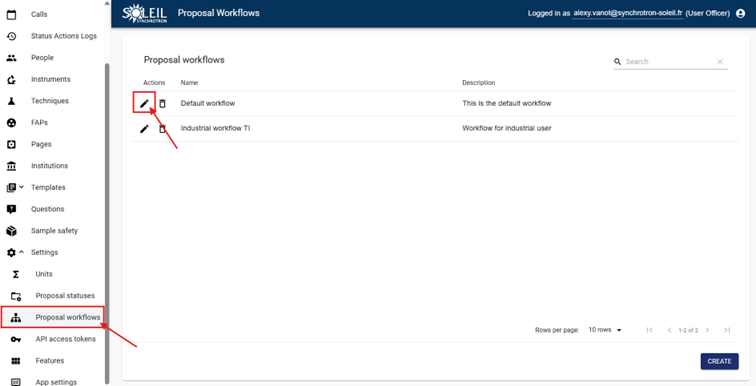 Calls
Status Actions Logs
People
Instruments
Techniques
FAPs
Pages
Institutions
Templates
Questions
Sample safety
Settings
Units
Proposal statuses
Proposal workflows
API access tokens
Features
App settings
SOLEIL
SYNCHROTRON
Proposal Workflows
Logged in as alexy.vanot@synchrotron-soleil.fr (User Officer)
Proposal workflows
Search
Actions Name Description
Default workflow This is the default workflow
Industrial workflow TI Workflow for industrial user
Rows per page: 10 rows 1-2 of 2
CREATE